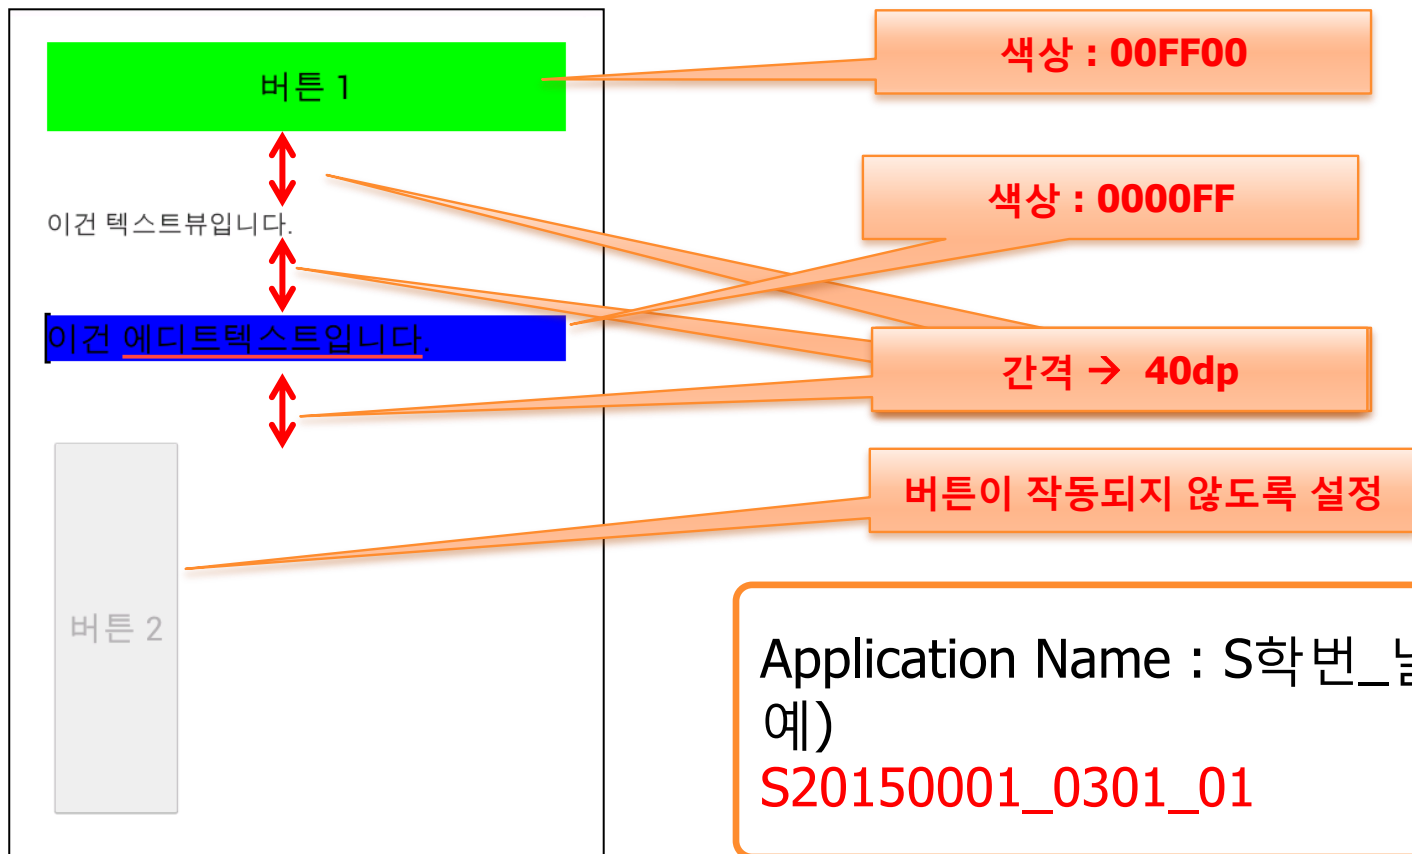 버튼 1
색상 : 00FF00
이건 텍스트뷰입니다.
색상 : 0000FF
이건 에디트텍스트입니다.
간격 → 40dp
버튼이 작동되지 않도록 설정
버튼 2
Application Name : S학번_
예)
S20150001_0301_01